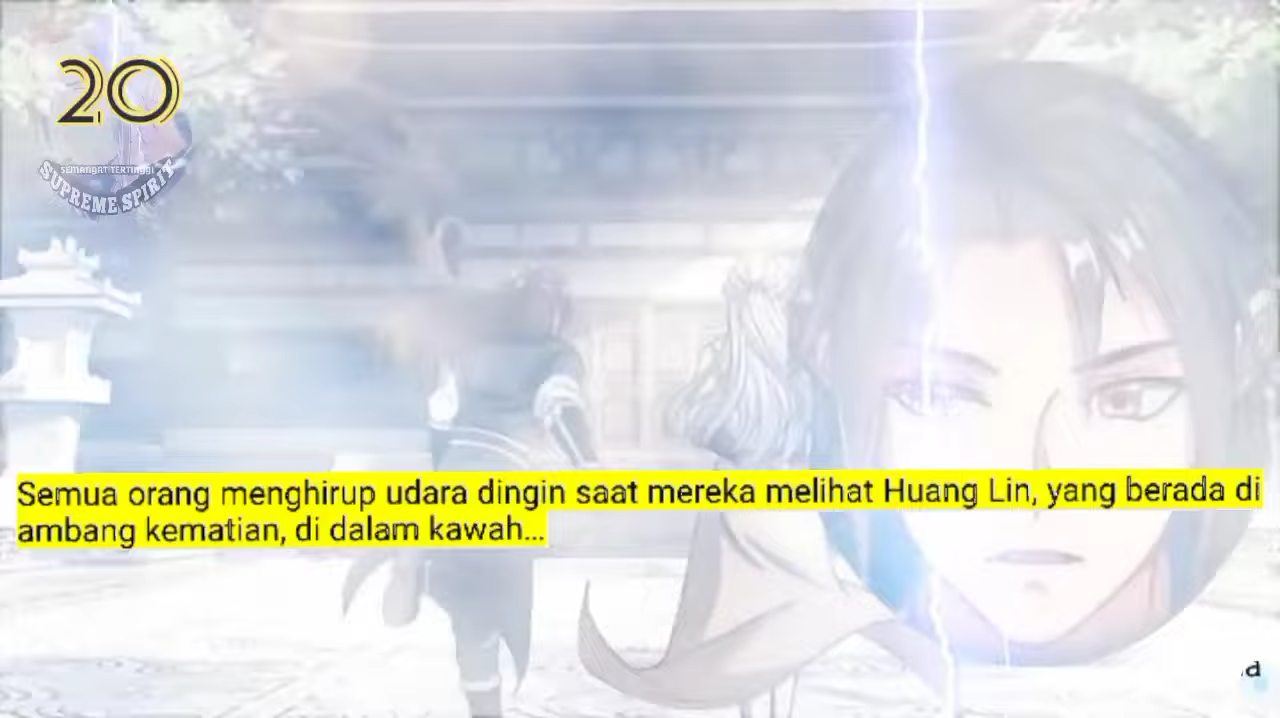 20
SEMANGAT TERTINGGI
SUPREME SPIRIT
Semua orang menghirup udara dingin saat mereka melihat Huang Lin, yang berada di
ambang kematian, di dalam kawah...
d